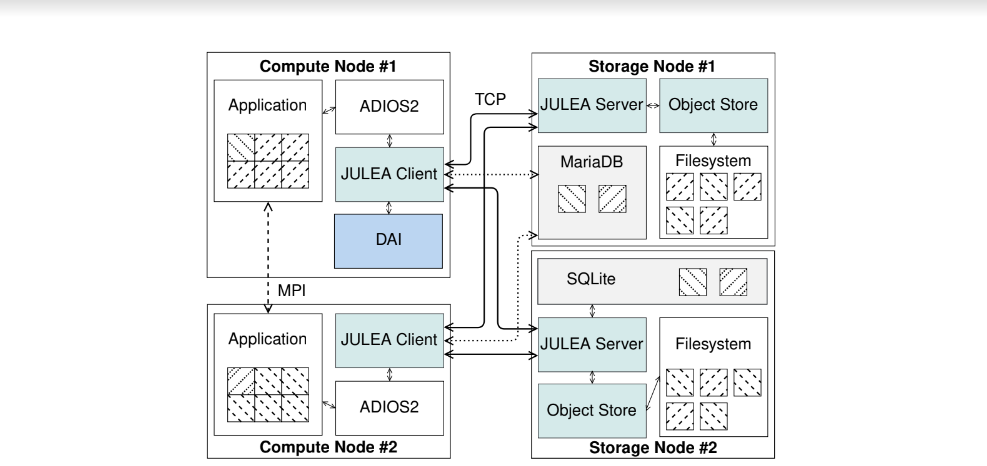 Compute Node #1
Application
ADIOS2
JULEA Client
DAI
MPI
Application
JULEA Client
ADIOS2
Compute Node #2
TCP
Storage Node #1
JULEA Server
Object Store
MariaDB
Filesystem
SQLite
JULEA Server
Filesystem
Object Store
Storage Node #2